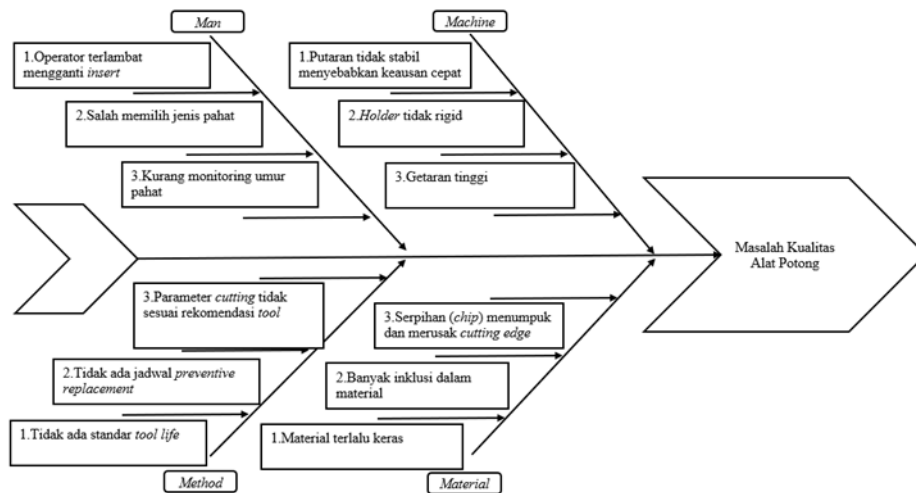 Man
Machine
1.Operator terlambat
mengganti insert
1.Putaran tidak stabil
menyebabkan keausan cepat
2.Salah memilih jenis pahat
2.Holder tidak rigid
3.Kurang monitoring umur
pahat
3.Getaran tinggi
Masalah Kualitas
Alat Potong
3.Parameter cutting tidak
sesuai rekomendasi tool
3.Serpihan (chip) menumpuk
dan merusak cutting edge
2.Tidak ada jadwal preventive
replacement
2.Banyak inklusi dalam
material
1.Tidak ada standar tool life
1.Material terlalu keras
Method
Material